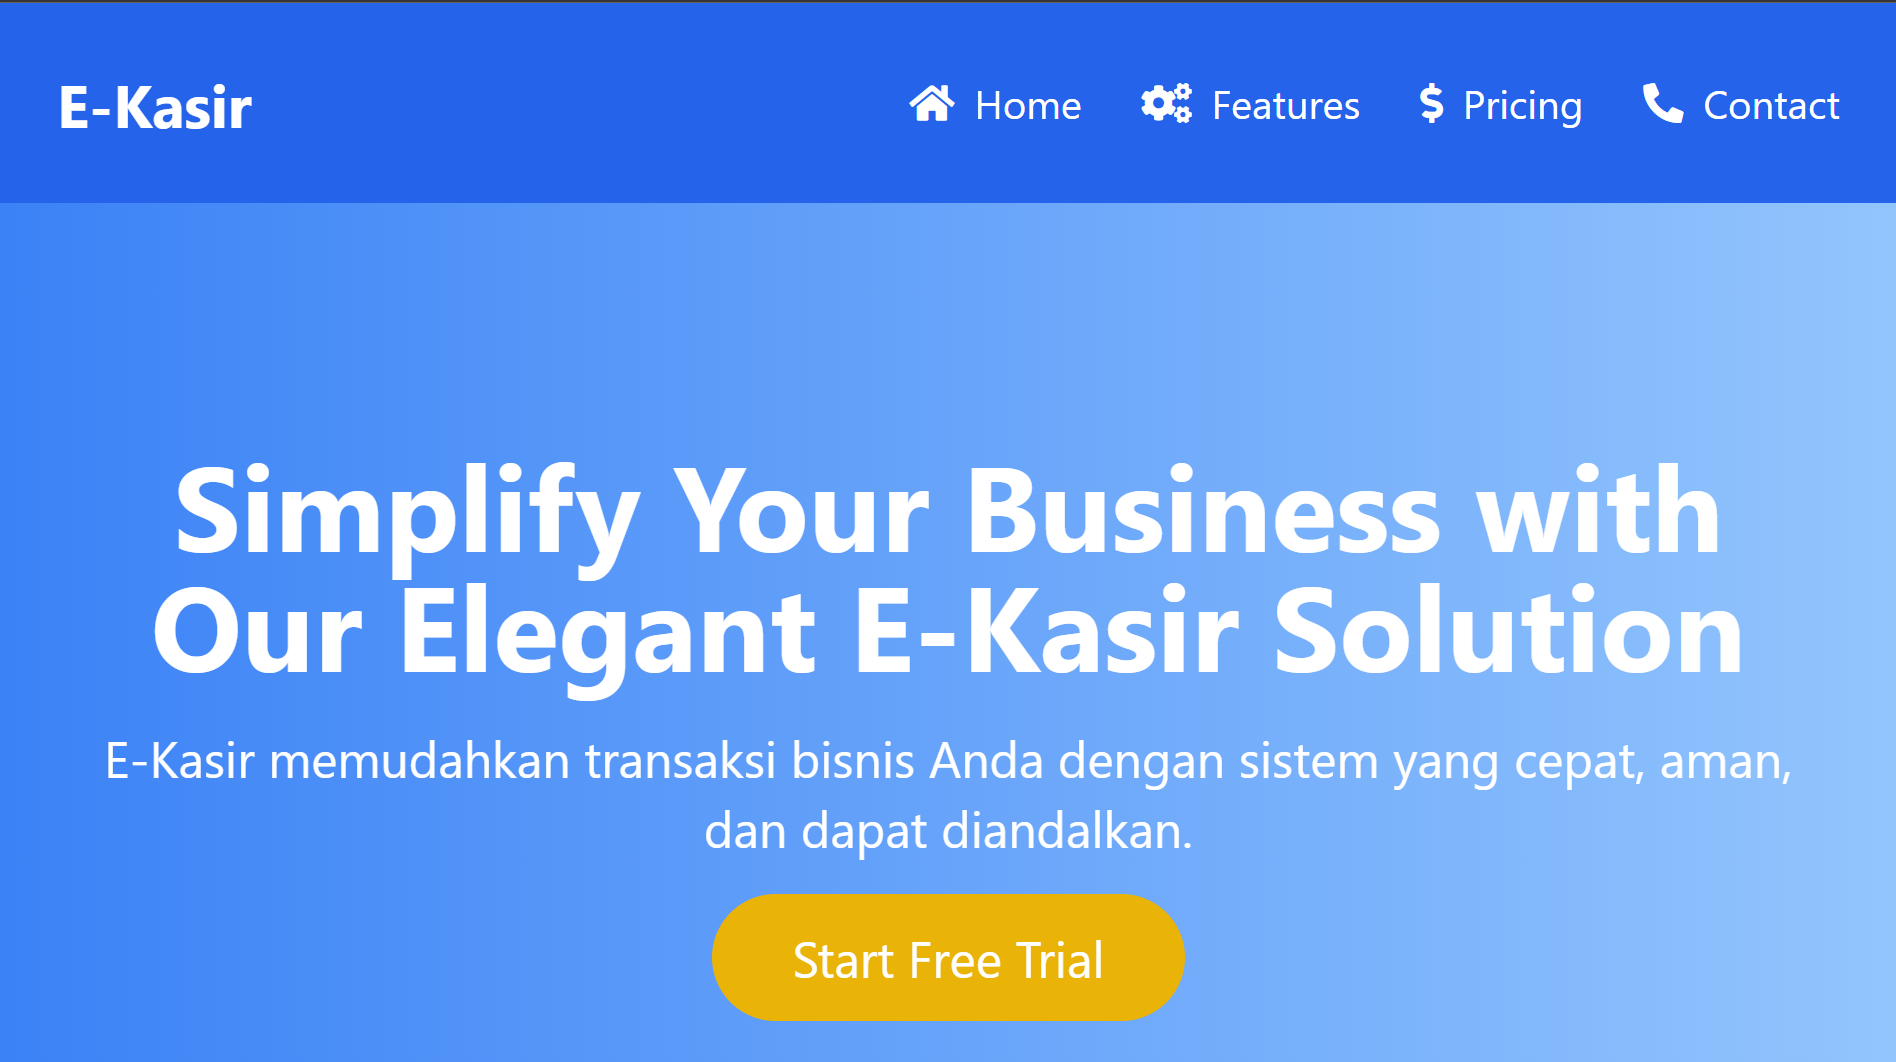 E-Kasir
Home
Features
Pricing
Contact
Simplify Your Business with
Our Elegant E-Kasir Solution
E-Kasir memudahkan transaksi bisnis Anda dengan sistem yang cepat, aman,
dan dapat diandalkan.
Start Free Trial